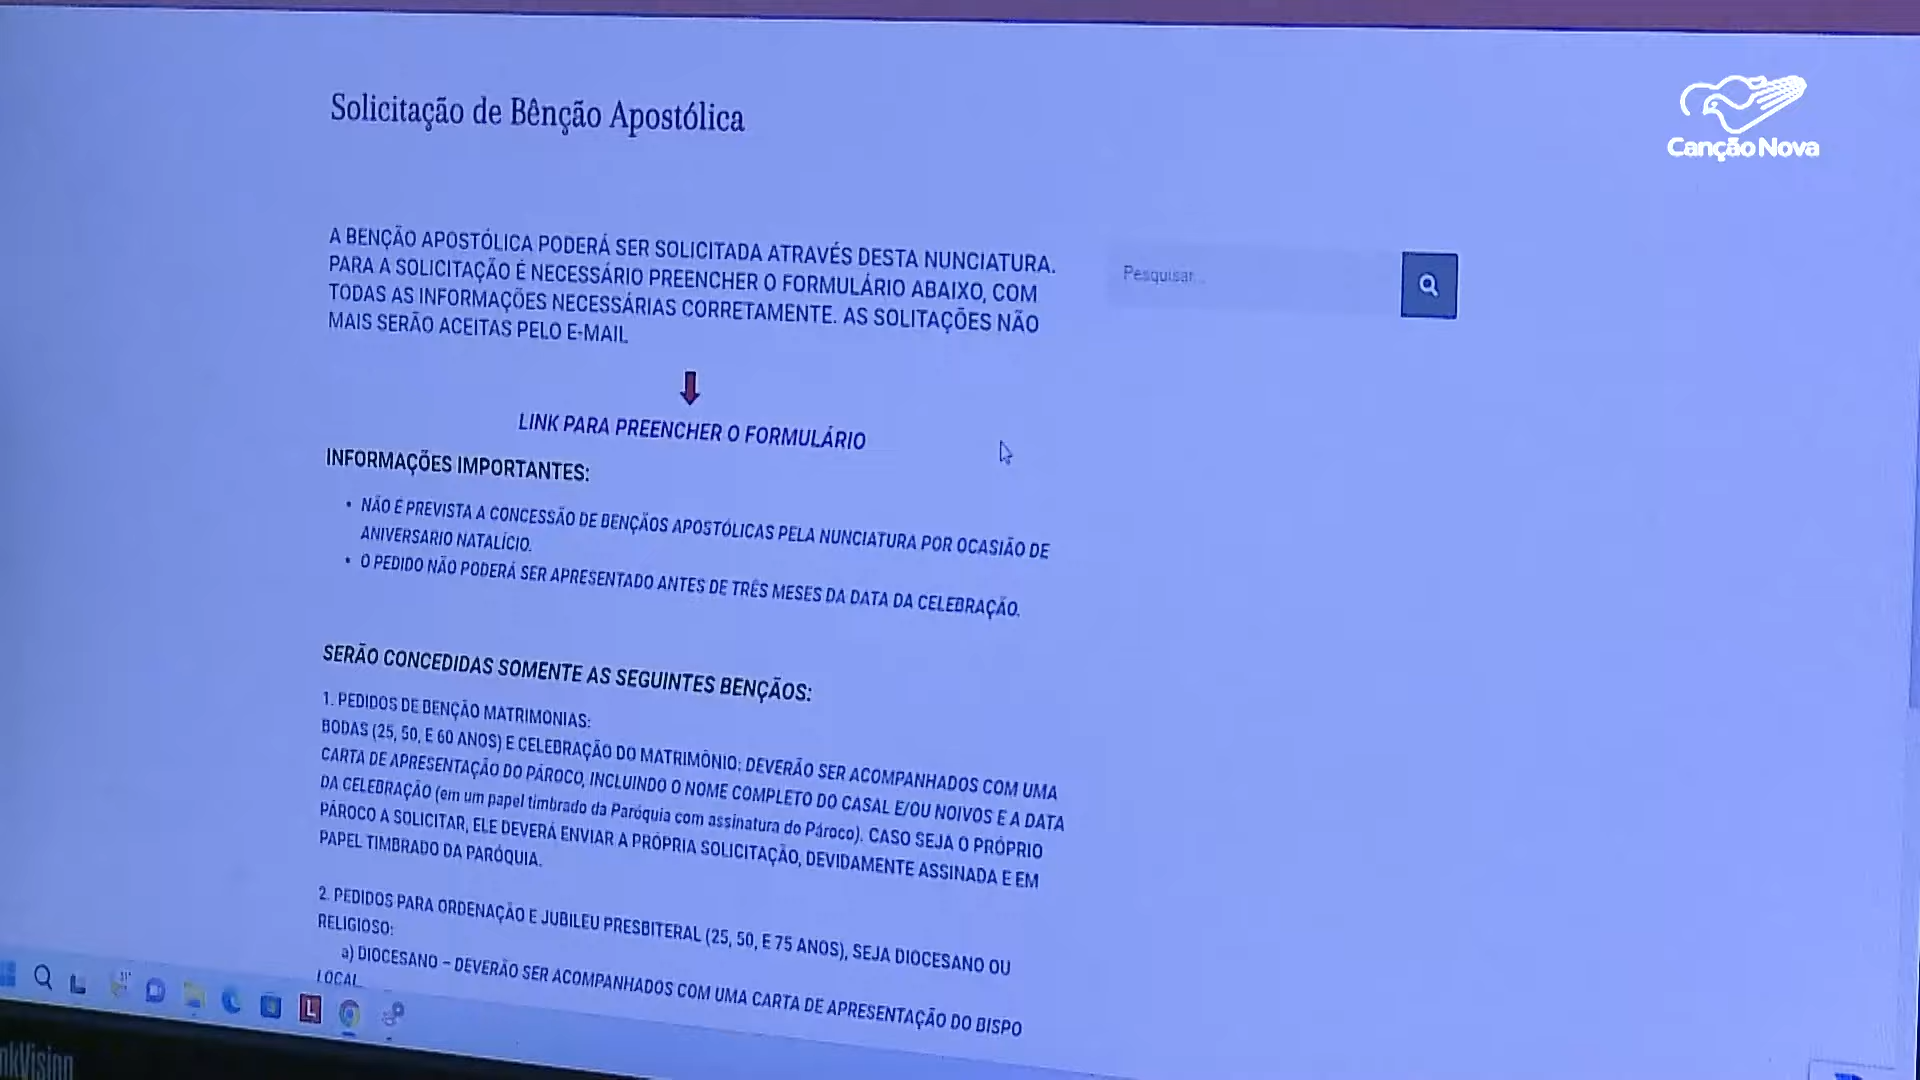 Solicitação de Bênção Apostólica
Canção Nova
A BENÇÃO APOSTÓLICA PODERÁ SER SOLICITADA ATRAVÉS DESTA NUNCIATURA.
PARA A SOLICITAÇÃO É NECESSÁRIO PREENCHER O FORMULÁRIO ABAIXO, COM
TODAS AS INFORMAÇÕES NECESSÁRIAS CORRETAMENTE. AS SOLITAÇÕES NÃO
MAIS SERÃO ACEITAS PELO E-MAIL
Pesquisar...
LINK PARA PREENCHER O FORMULÁRIO
INFORMAÇÕES IMPORTANTES:
• NÃO É PREVISTA A CONCESSÃO DE BENÇÃOS APOSTÓLICAS PELA NUNCIATURA POR OCASIÃO DE
ANIVERSARIO NATALÍCIO.
• O PEDIDO NÃO PODERÁ SER APRESENTADO ANTES DE TRÊS MESES DA DATA DA CELEBRAÇÃO.
SERÃO CONCEDIDAS SOMENTE AS SEGUINTES BENÇÃOS:
1. PEDIDOS DE BENÇÃO MATRIMONIAS:
BODAS (25, 50, E 60 ANOS) E CELEBRAÇÃO DO MATRIMÔNIO: DEVERÃO SER ACOMPANHADOS COM UMA
CARTA DE APRESENTAÇÃO DO PÁROCO, INCLUINDO O NOME COMPLETO DO CASAL E/OU NOIVOS E A DATA
DA CELEBRAÇÃO (em um papel timbrado da Paróquia com assinatura do Pároco). CASO SEJA O PRÓPRIO
PÁROCO A SOLICITAR, ELE DEVERÁ ENVIAR A PRÓPRIA SOLICITAÇÃO, DEVIDAMENTE ASSINADA E EM
PAPEL TIMBRADO DA PARÓQUIA.
2. PEDIDOS PARA ORDENAÇÃO E JUBILEU PRESBITERAL (25, 50, E 75 ANOS), SEJA DIOCESANO OU
RELIGIOSO:
a) DIOCESANO – DEVERÃO SER ACOMPANHADOS COM UMA CARTA DE APRESENTAÇÃO DO BISPO
LOCAL
L
nkVision